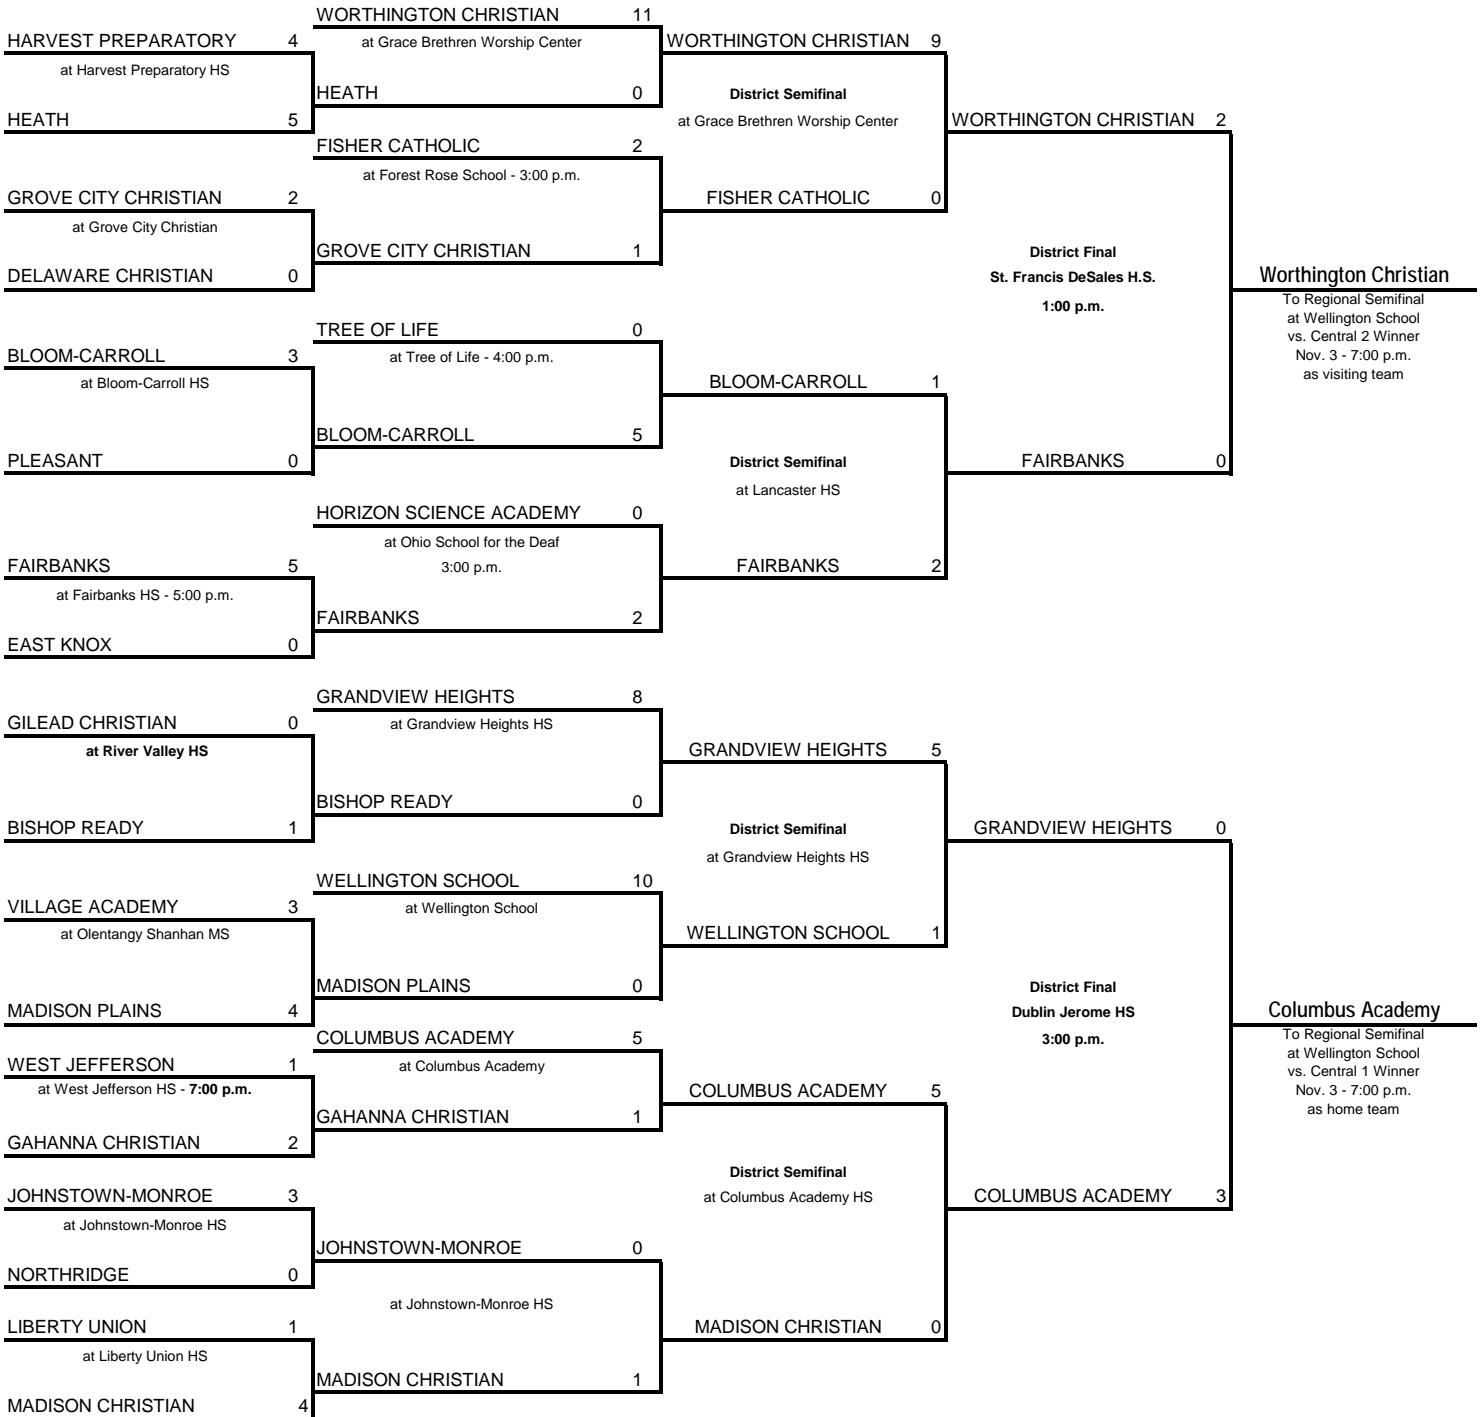 WORTHINGTON CHRISTIAN 11
HARVEST PREPARATORY 4
at Grace Brethren Worship Center
WORTHINGTON CHRISTIAN 9
at Harvest Preparatory HS
HEATH 0
District Semifinal
HEATH 5
at Grace Brethren Worship Center
WORTHINGTON CHRISTIAN 2
FISHER CATHOLIC 2
at Forest Rose School - 3:00 p.m.
GROVE CITY CHRISTIAN 2
FISHER CATHOLIC 0
at Grove City Christian
GROVE CITY CHRISTIAN 1
District Final
DELAWARE CHRISTIAN 0
St. Francis DeSales H.S.
Worthington Christian
To Regional Semifinal
1:00 p.m.
at Wellington School
TREE OF LIFE 0
vs. Central 2 Winner
BLOOM-CARROLL 3
at Tree of Life - 4:00 p.m.
Nov. 3 - 7:00 p.m.
as visiting team
at Bloom-Carroll HS
BLOOM-CARROLL 1
BLOOM-CARROLL 5
PLEASANT 0
District Semifinal
FAIRBANKS 0
at Lancaster HS
HORIZON SCIENCE ACADEMY 0
at Ohio School for the Deaf
FAIRBANKS 5
3:00 p.m.
FAIRBANKS 2
at Fairbanks HS - 5:00 p.m.
FAIRBANKS 2
EAST KNOX 0
GRANDVIEW HEIGHTS 8
GILEAD CHRISTIAN 0
at Grandview Heights HS
at River Valley HS
GRANDVIEW HEIGHTS 5
BISHOP READY 0
BISHOP READY 1
District Semifinal
GRANDVIEW HEIGHTS 0
at Grandview Heights HS
WELLINGTON SCHOOL 10
VILLAGE ACADEMY 3
at Wellington School
at Olentangy Shanhan MS
WELLINGTON SCHOOL 1
MADISON PLAINS 0
District Final
MADISON PLAINS 4
Dublin Jerome HS
Columbus Academy
COLUMBUS ACADEMY 5
3:00 p.m.
To Regional Semifinal
WEST JEFFERSON 1
at Columbus Academy
at Wellington School
vs. Central 1 Winner
at West Jefferson HS - 7:00 p.m.
COLUMBUS ACADEMY 5
Nov. 3 - 7:00 p.m.
as home team
GAHANNA CHRISTIAN 1
GAHANNA CHRISTIAN 2
District Semifinal
JOHNSTOWN-MONROE 3
at Columbus Academy HS
COLUMBUS ACADEMY 3
at Johnstown-Monroe HS
JOHNSTOWN-MONROE 0
NORTHRIDGE 0
at Johnstown-Monroe HS
LIBERTY UNION 1
MADISON CHRISTIAN 0
at Liberty Union HS
MADISON CHRISTIAN 1
MADISON CHRISTIAN 4